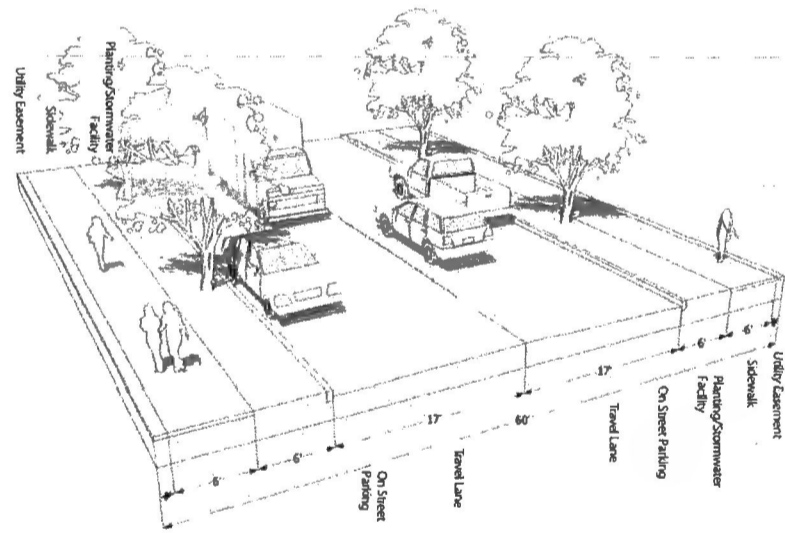 Utility Easement
Sidewalk
Planting/Stormwater
Facility
6'
6'
17'
60'
17'
6'
6'
On Street
Parking
Travel Lane
Travel Lane
On Street Parking
Planting/Stormwater
Facility
Sidewalk
Utility Easement